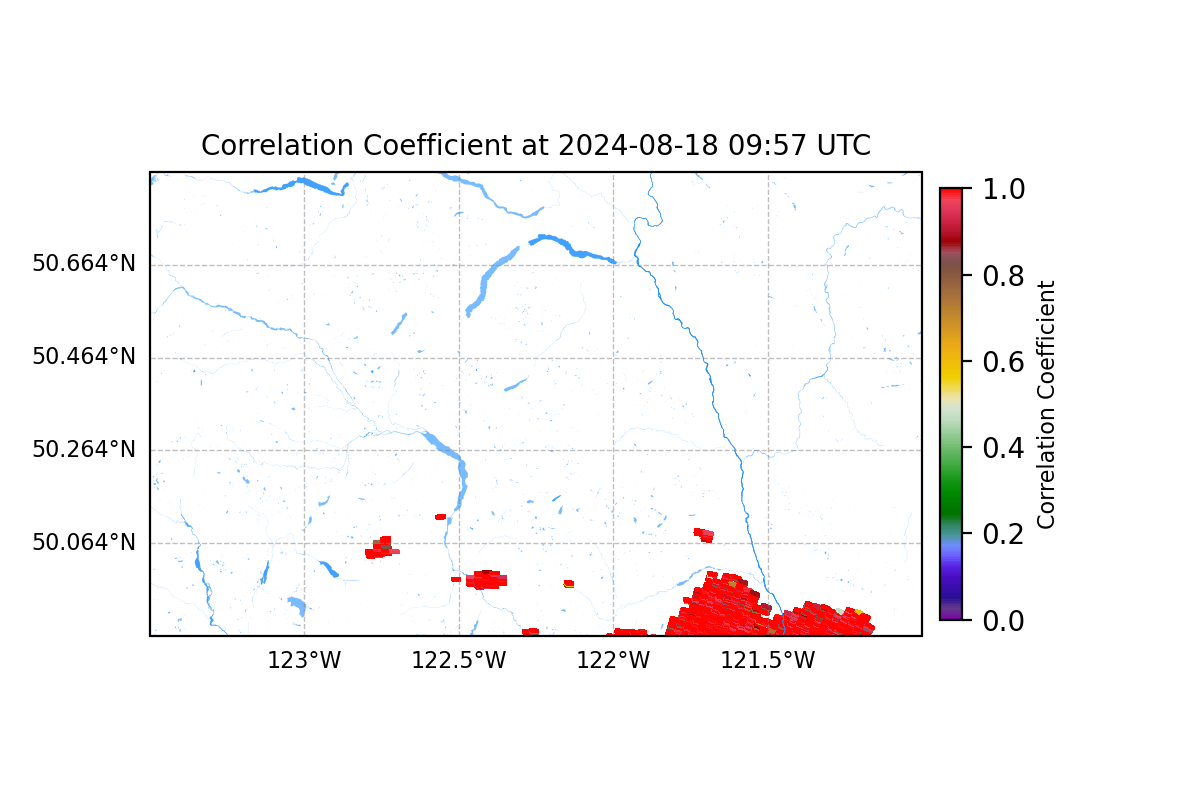 Correlation Coefficient at 2024-08-18 09:57 UTC
50.664°N
50.464°N
50.264°N
50.064°N
123°W
122.5°W
122°W
121.5°W
1.0
0.8
0.6
0.4
0.2
0.0
Correlation Coefficient